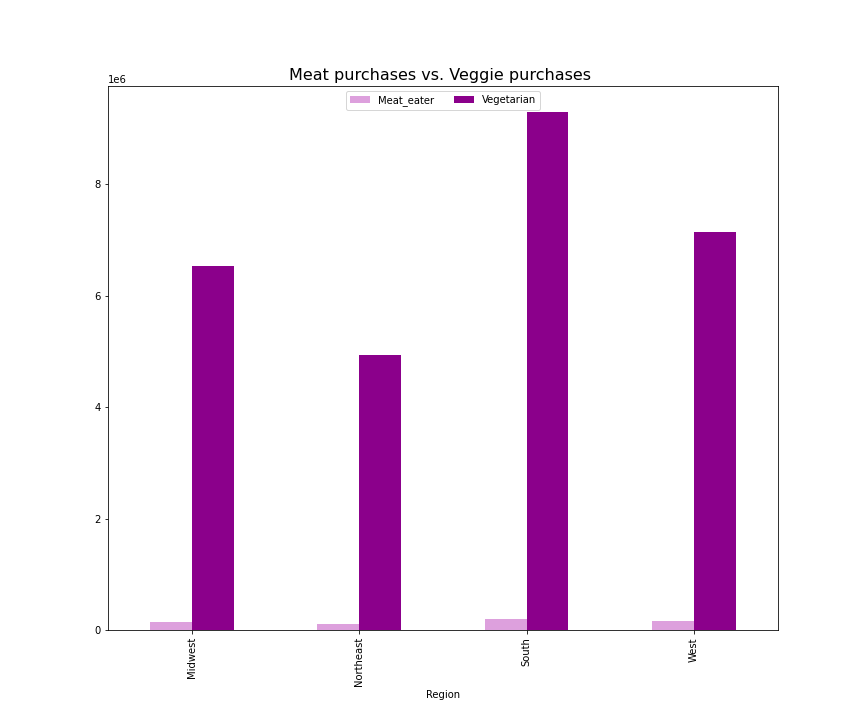 Meat purchases vs. Veggie purchases
1e6
Meat_eater Vegetarian
8
6
4
2
0
Midwest
Northeast
South
West
Region